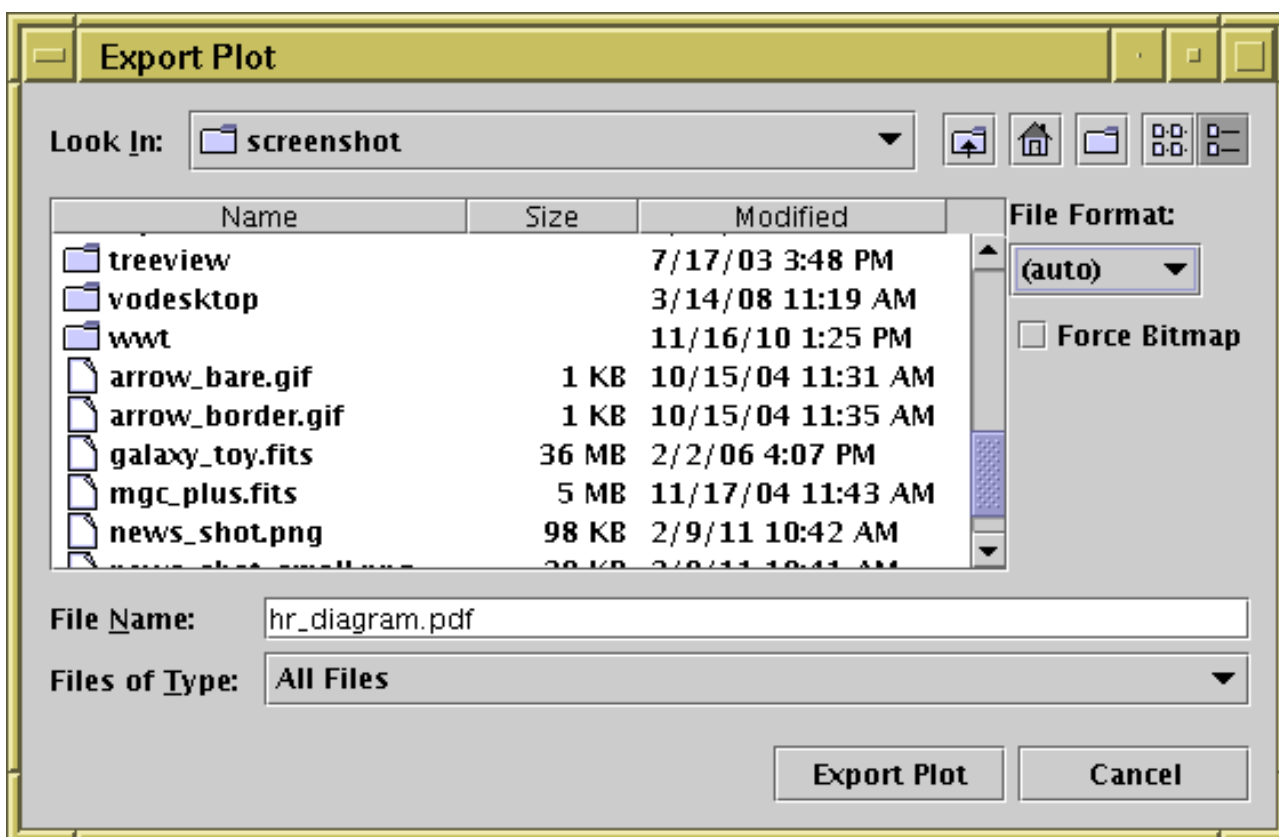 Export Plot
Look In: screenshot
Name Size Modified File Format:
treeview 7/17/03 3:48 PM
(auto)
vodesktop 3/14/08 11:19 AM
wwt 11/16/10 1:25 PM Force Bitmap
arrow_bare.gif 1 KB 10/15/04 11:31 AM
arrow_border.gif 1 KB 10/15/04 11:35 AM
galaxy_toy.fits 36 MB 2/2/06 4:07 PM
mgc_plus.fits 5 MB 11/17/04 11:43 AM
news_shot.png 98 KB 2/9/11 10:42 AM
File Name: hr_diagram.pdf
Files of Type: All Files
Export Plot Cancel